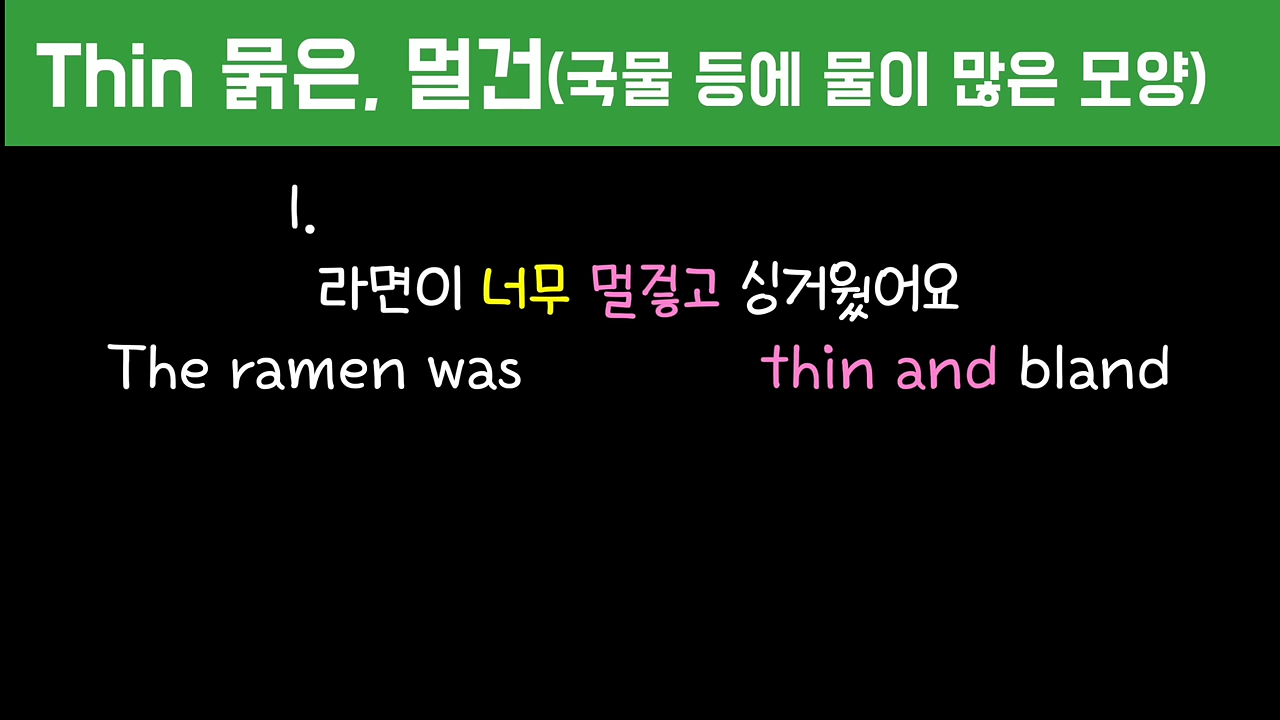 Thin 묽은, 멀건(국물 등에 물이 많은 모양)
1.
라면이 너무 멀겋고 싱거웠어요
The ramen was thin and bland